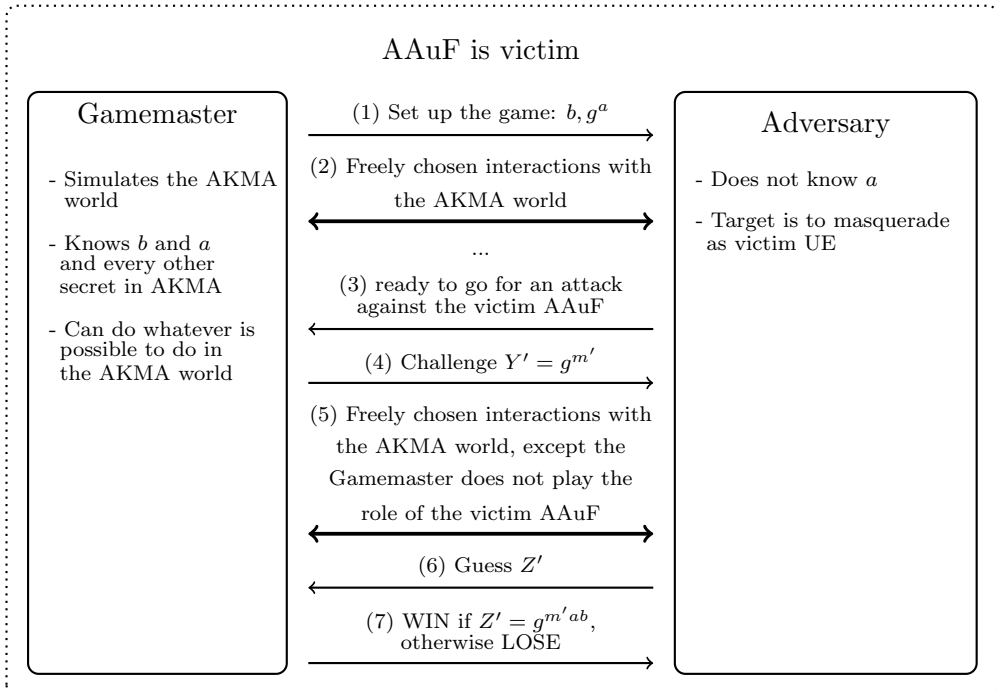 AAuF is victim
Gamemaster
- Simulates the AKMA
world
- Knows b and a
and every other
secret in AKMA
- Can do whatever is
possible to do in
the AKMA world
(1) Set up the game: b, g^a
(2) Freely chosen interactions with
the AKMA world
...
(3) ready to go for an attack
against the victim AAuF
(4) Challenge Y′ = g^{m′}
(5) Freely chosen interactions with
the AKMA world, except the
Gamemaster does not play the
role of the victim AAuF
(6) Guess Z′
(7) WIN if Z′ = g^{m′ab},
otherwise LOSE
Adversary
- Does not know a
- Target is to masquerade
as victim UE